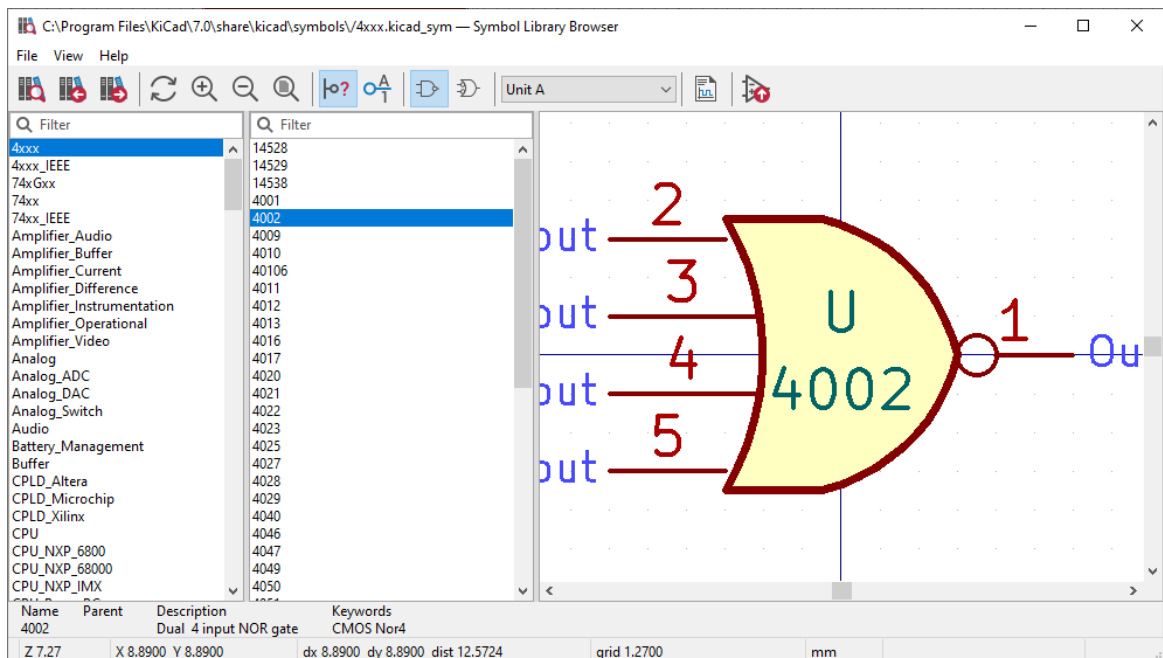 C:\Program Files\KiCad\7.0\share\kicad\symbols\/4xxx.kicad_sym — Symbol Library Browser
File View Help
Unit A
Filter
4xxx
4xxx_IEEE
74xGxx
74xx
74xx_IEEE
Amplifier_Audio
Amplifier_Buffer
Amplifier_Current
Amplifier_Difference
Amplifier_Instrumentation
Amplifier_Operational
Amplifier_Video
Analog
Analog_ADC
Analog_DAC
Analog_Switch
Audio
Battery_Management
Buffer
CPLD_Altera
CPLD_Microchip
CPLD_Xilinx
CPU
CPU_NXP_6800
CPU_NXP_68000
CPU_NXP_IMX
Filter
14528
14529
14538
4001
4002
4009
4010
40106
4011
4012
4013
4016
4017
4020
4021
4022
4023
4025
4027
4028
4029
4040
4046
4047
4049
4050
2
out
3
out
4
out
5
out
U
4002
1
Ou
Name Parent Description Keywords
4002 Dual 4 input NOR gate CMOS Nor4
Z 7.27 X 8.8900 Y 8.8900 dx 8.8900 dy 8.8900 dist 12.5724 grid 1.2700 mm